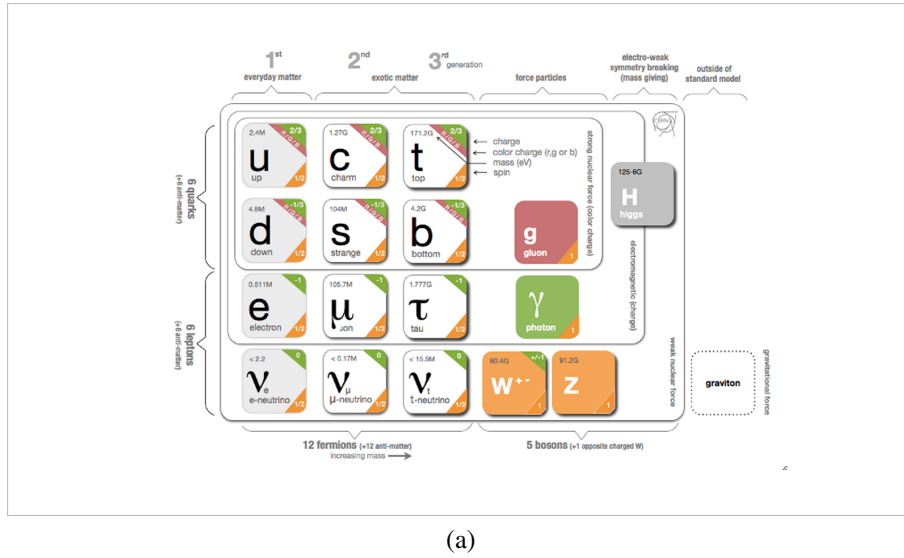 1st 2nd 3rd generation
everyday matter exotic matter force particles
electro-weak
symmetry breaking
(mass giving)
outside of
standard model
6 quarks
(+6 anti-matter)
6 leptons
(+6 anti-matter)
2.4M 2/3 R/G/B
u
up 1/2
1.27G 2/3 R/G/B
c
charm 1/2
171.2G 2/3 R/G/B
t
top 1/2
charge
color charge (r,g or b)
mass (eV)
spin
strong nuclear force (color charge)
CERN
125-6G
H
higgs
4.8M -1/3 R/G/B
d
down 1/2
104M -1/3 R/G/B
s
strange 1/2
4.2G -1/3 R/G/B
b
bottom 1/2
g
gluon 1
electromagnetic (charge)
0.511M -1
e
electron 1/2
105.7M -1
μ
uon 1/2
1.777G -1
τ
tau 1/2
γ
photon 1
weak nuclear force
< 2.2 0
νe
e-neutrino 1/2
< 0.17M 0
νμ
μ-neutrino 1/2
< 15.5M 0
νt
t-neutrino 1/2
80.4G +/-1
W+-
1
91.2G
Z
1
graviton
gravitational force
12 fermions (+12 anti-matter)
increasing mass
5 bosons (+1 opposite charged W)
(a)